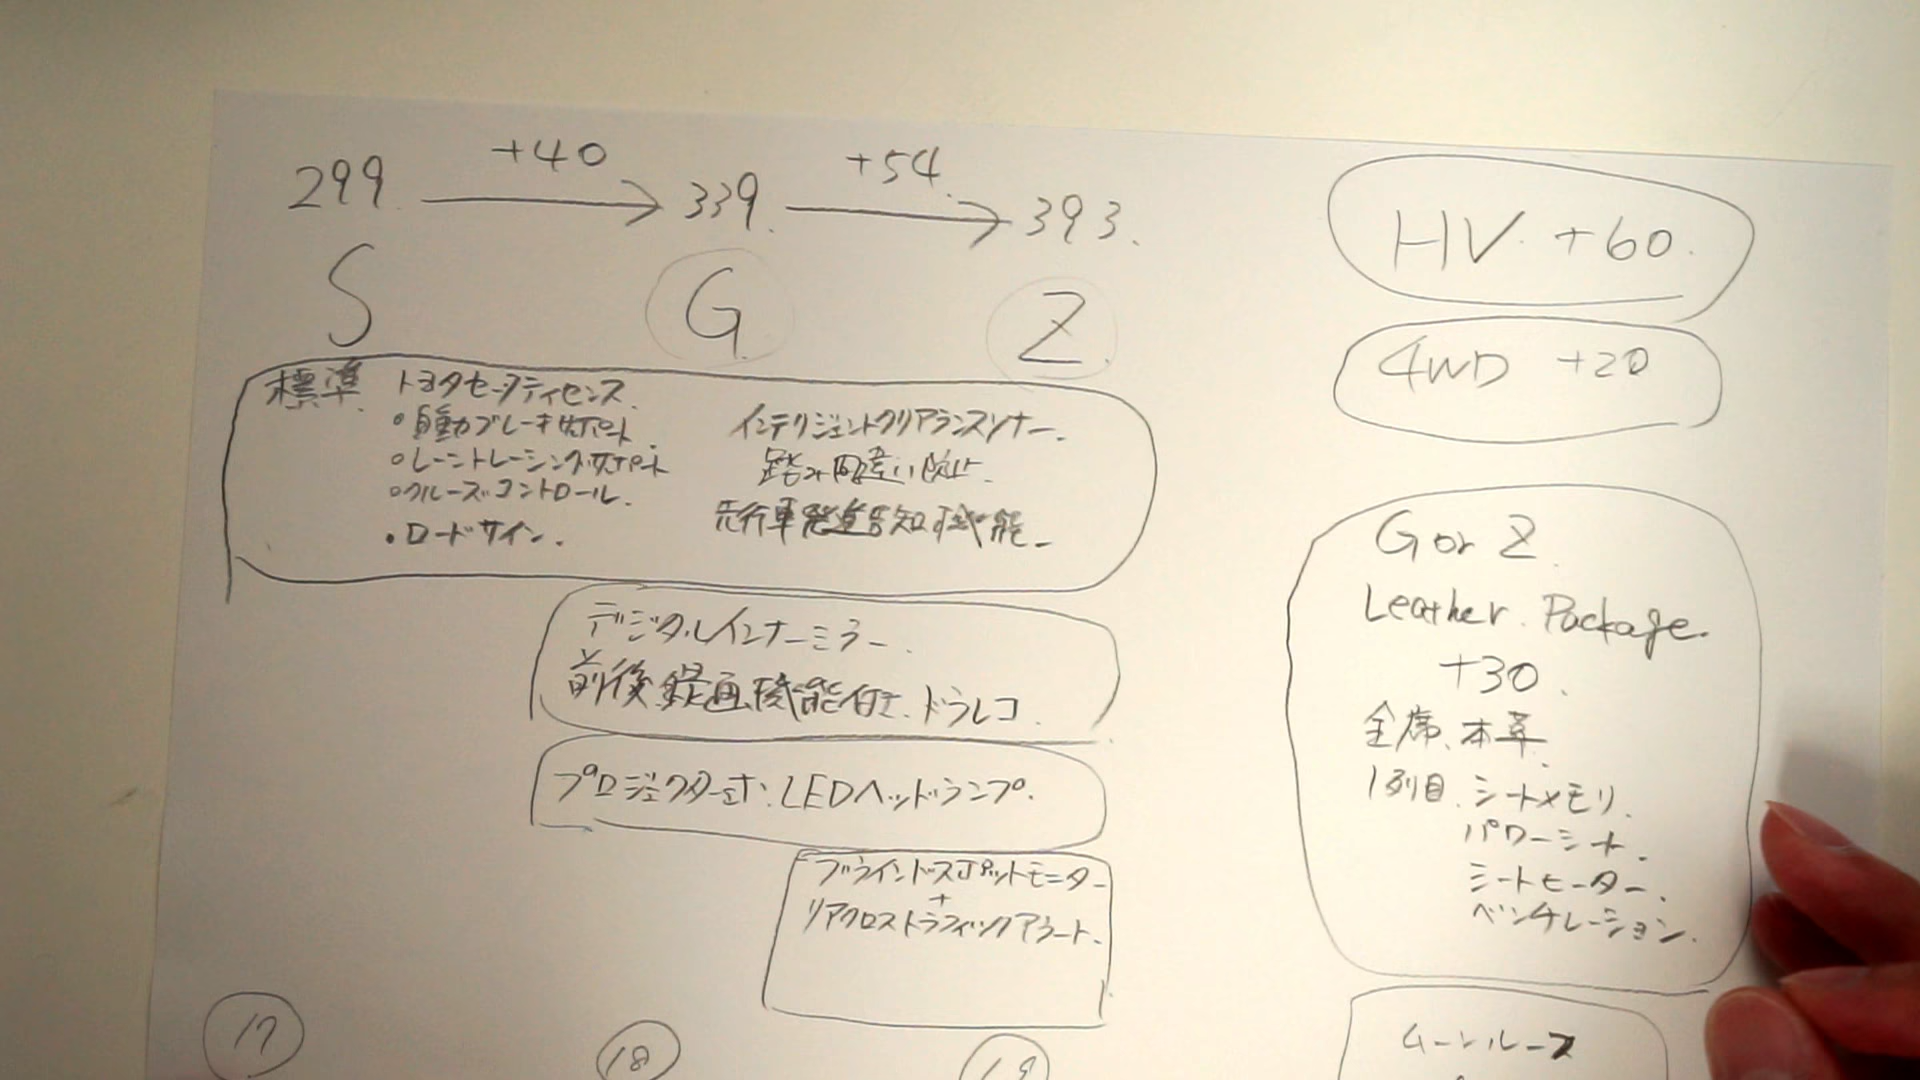 299. +40 339. +54. 393.
S G. Z.
標準 トヨタセーフティセンス.
・自動ブレーキサポート.
・レーントレーシングサポート
・クルーズコントロール.
・ロードサイン.
インテリジェントクリアランスソナー.
踏み間違い防止.
先行車発進告知機能.
デジタルインナーミラー.
前後録画機能付き.ドラレコ.
プロジェクター式.LEDヘッドランプ.
ブラインドスポットモニター
+
リアクロストラフィックアラート.
17
18
19
HV. +60.
4WD +20
G or Z.
Leather. Package.
+30.
全席.本革.
1列目.シートメモリ.
パワーシート.
シートヒーター.
ベンチレーション.
ムーンルーフ